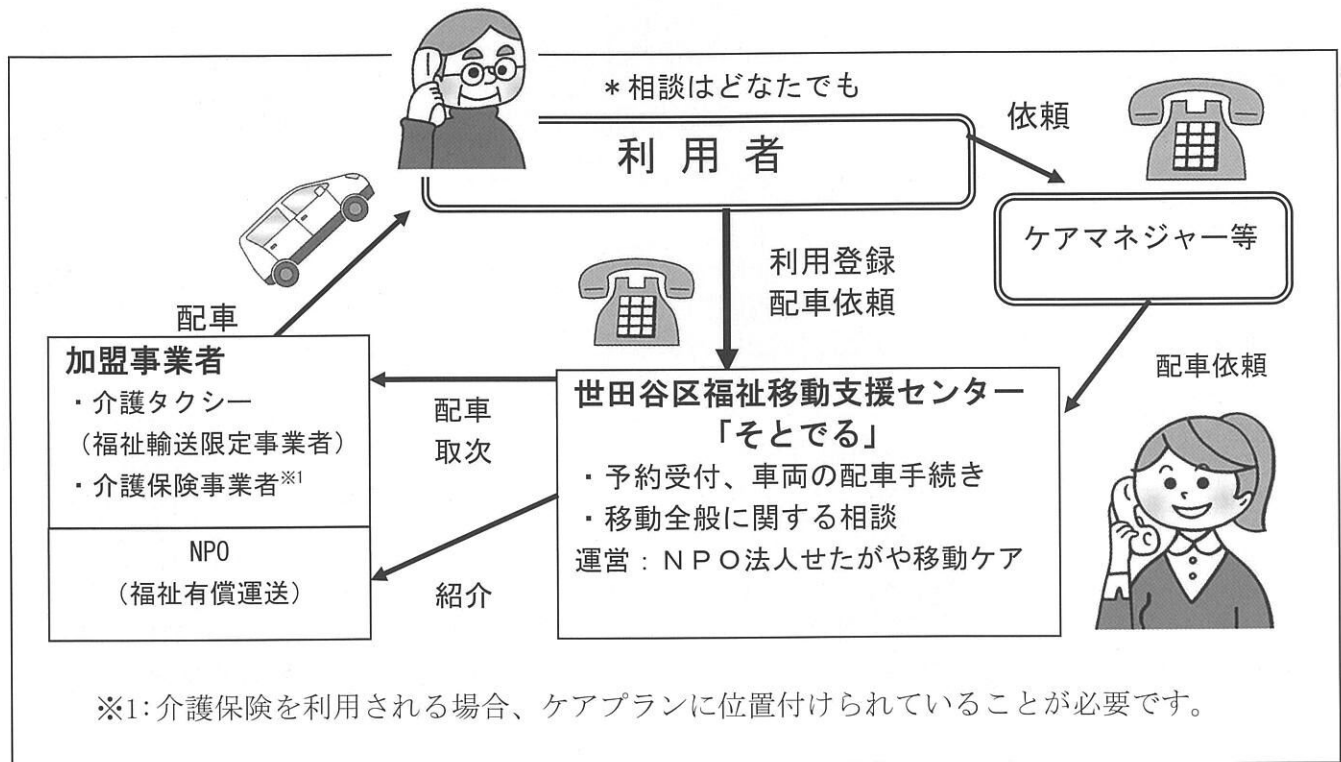 ＊相談はどなたでも
利用者
依頼
ケアマネジャー等
利用登録
配車依頼
配車依頼
配車
加盟事業者
・介護タクシー
（福祉輸送限定事業者）
・介護保険事業者※1
NPO
（福祉有償運送）
配車
取次
紹介
世田谷区福祉移動支援センター
「そとでる」
・予約受付、車両の配車手続き
・移動全般に関する相談
運営：ＮＰＯ法人せたがや移動ケア
※1:介護保険を利用される場合、ケアプランに位置付けられていることが必要です。